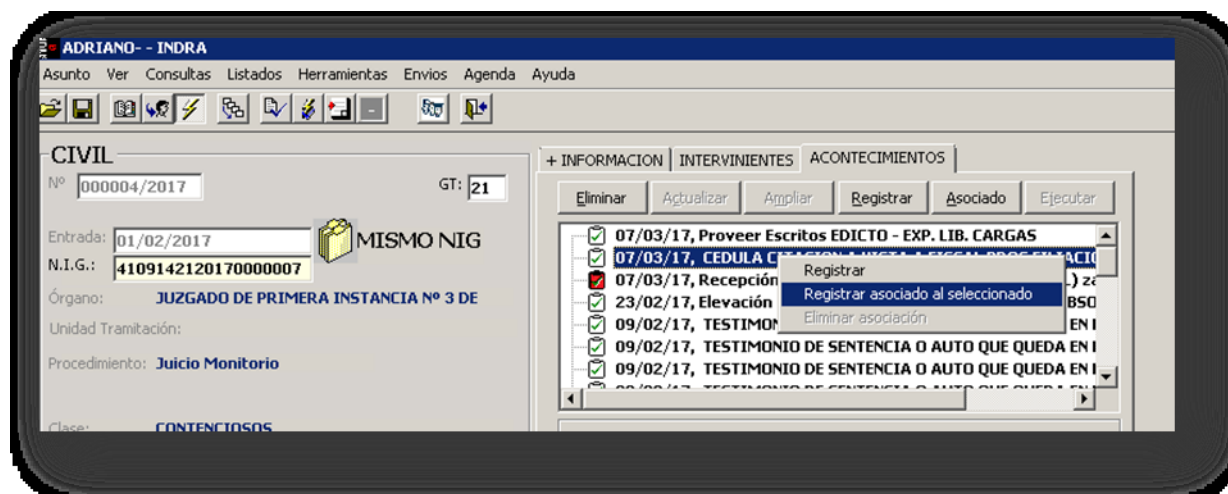 ADRIANO- - INDRA
Asunto Ver Consultas Listados Herramientas Envios Agenda Ayuda
CIVIL
Nº 000004/2017 GT: 21
Entrada: 01/02/2017 MISMO NIG
N.I.G.: 4109142120170000007
Órgano: JUZGADO DE PRIMERA INSTANCIA Nº 3 DE
Unidad Tramitación:
Procedimiento: Juicio Monitorio
Clase: CONTENCIOSOS
+ INFORMACION INTERVINIENTES ACONTECIMIENTOS
Eliminar Actualizar Ampliar Registrar Asociado Ejecutar
07/03/17, Proveer Escritos EDICTO - EXP. LIB. CARGAS
07/03/17, CEDULA
07/03/17, Recepción
23/02/17, Elevación
09/02/17,
09/02/17, TESTIMONIO DE SENTENCIA O AUTO QUE QUEDA EN
09/02/17, TESTIMONIO DE SENTENCIA O AUTO QUE QUEDA EN
Registrar
Registrar asociado al seleccionado
Eliminar asociación